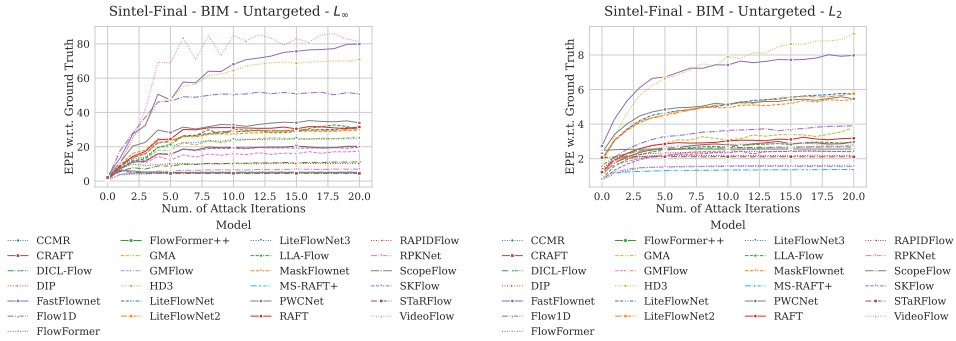 Sintel-Final - BIM - Untargeted - L∞
EPE w.r.t. Ground Truth
80
60
40
20
0
0.0 2.5 5.0 7.5 10.0 12.5 15.0 17.5 20.0
Num. of Attack Iterations
Model
CCMR FlowFormer++ LiteFlowNet3 RAPIDFlow
CRAFT GMA LLA-Flow RPKNet
DICL-Flow GMFlow MaskFlownet ScopeFlow
DIP HD3 MS-RAFT+ SKFlow
FastFlownet LiteFlowNet PWCNet STaRFlow
Flow1D LiteFlowNet2 RAFT VideoFlow
FlowFormer
Sintel-Final - BIM - Untargeted - L2
EPE w.r.t. Ground Truth
8
6
4
2
0.0 2.5 5.0 7.5 10.0 12.5 15.0 17.5 20.0
Num. of Attack Iterations
Model
CCMR FlowFormer++ LiteFlowNet3 RAPIDFlow
CRAFT GMA LLA-Flow RPKNet
DICL-Flow GMFlow MaskFlownet ScopeFlow
DIP HD3 MS-RAFT+ SKFlow
FastFlownet LiteFlowNet PWCNet STaRFlow
Flow1D LiteFlowNet2 RAFT VideoFlow
FlowFormer